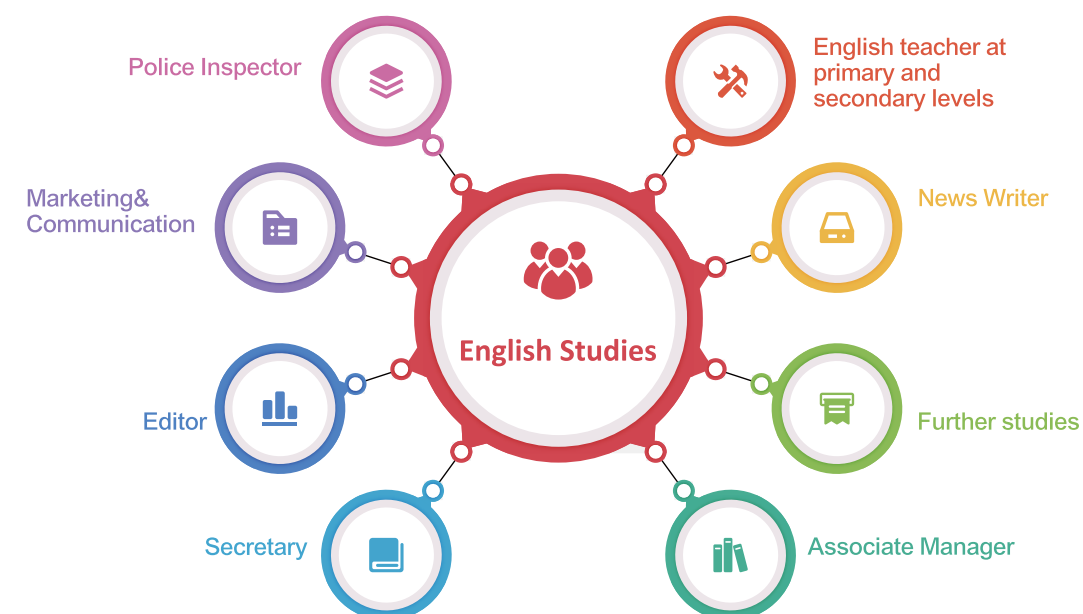 Police Inspector
English teacher at
primary and
secondary levels
Marketing&
Communication
News Writer
English Studies
Editor
Further studies
Secretary
Associate Manager